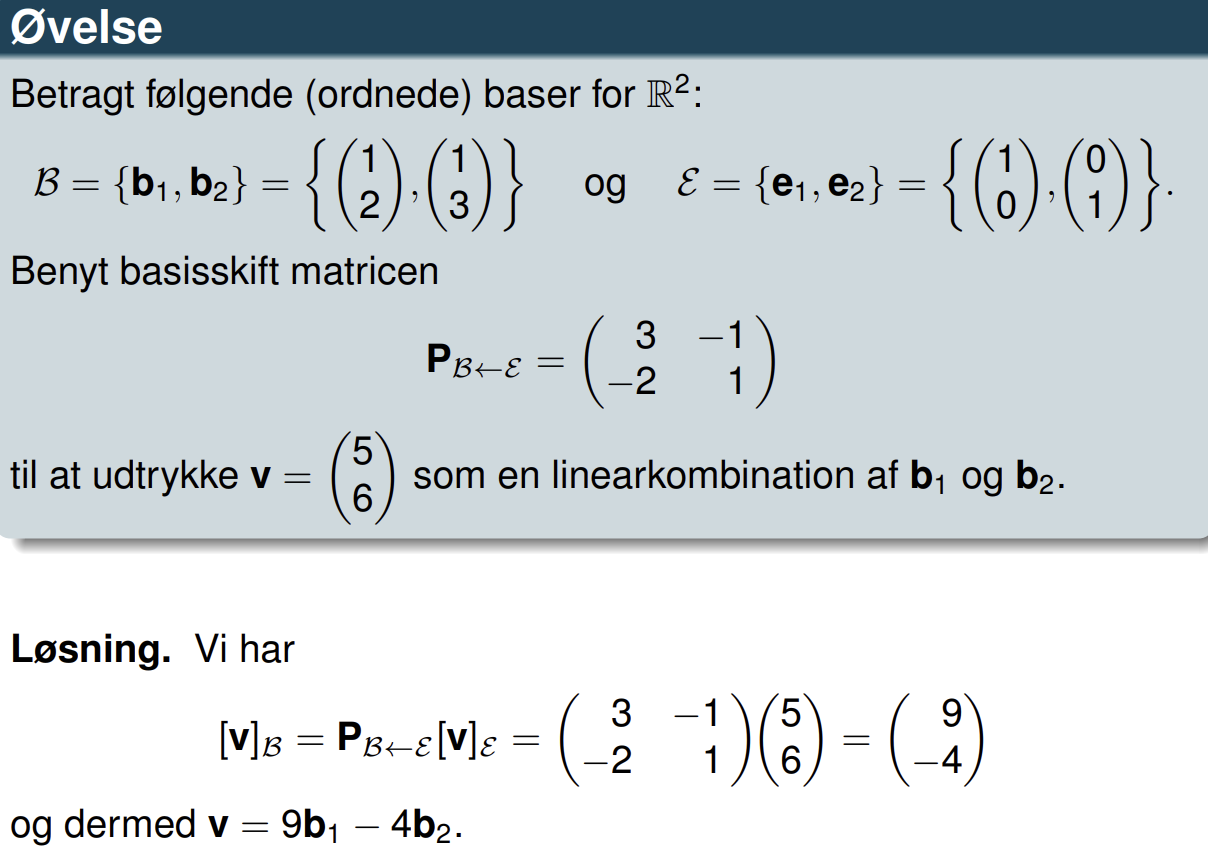 Øvelse
Betragt følgende (ordnede) baser for ℝ²:
ℬ = {b₁, b₂} = { (1 2), (1 3) } og ℰ = {e₁, e₂} = { (1 0), (0 1) }.
Benyt basisskift matricen
P_{ℬ←ℰ} = (3 −1 −2 1)
til at udtrykke v = (5 6) som en linearkombination af b₁ og b₂.
Løsning. Vi har
[v]_ℬ = P_{ℬ←ℰ}[v]_ℰ = (3 −1 −2 1)(5 6) = (9 −4)
og dermed v = 9b₁ − 4b₂.